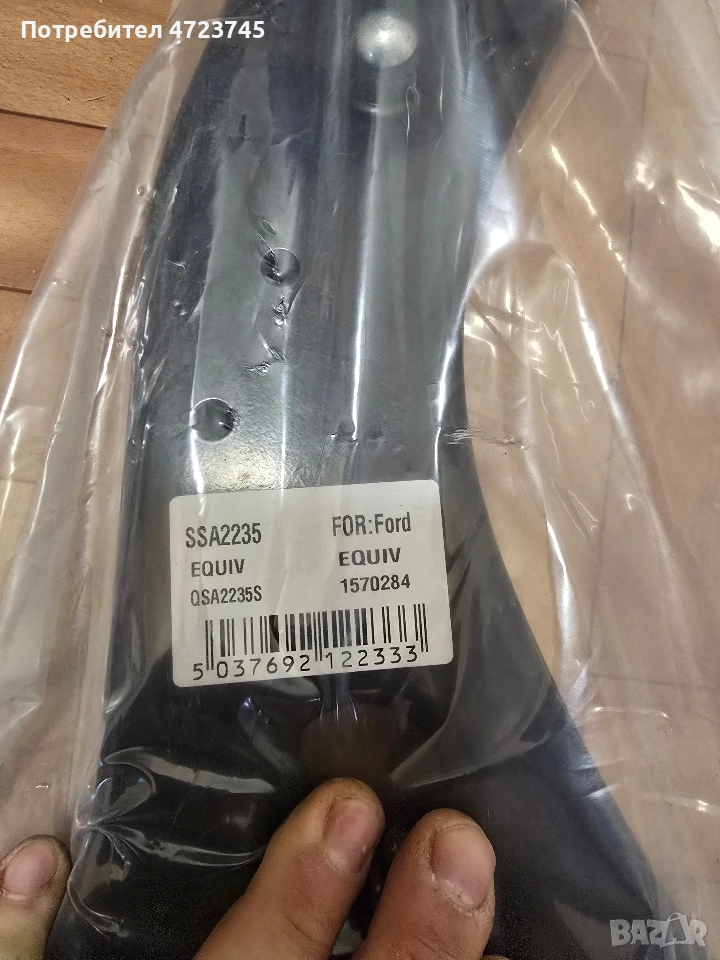 Потребител 4723745
SSA2235 FOR:Ford
EQUIV EQUIV
QSA2235S 1570284
5 037692 122333
BAZAR